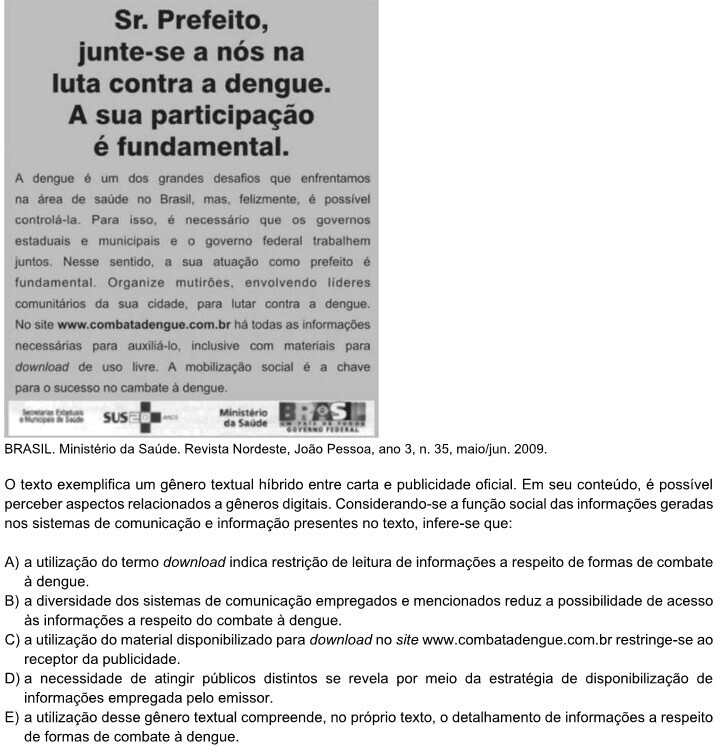 Sr. Prefeito,
junte-se a nós na
luta contra a dengue.
A sua participação
é fundamental.
A dengue é um dos grandes desafios que enfrentamos
na área de saúde no Brasil, mas, felizmente, é possível
controlá-la. Para isso, é necessário que os governos
estaduais e municipais e o governo federal trabalhem
juntos. Nesse sentido, a sua atuação como prefeito é
fundamental. Organize mutirões, envolvendo líderes
comunitários da sua cidade, para lutar contra a dengue.
No site www.combatadengue.com.br há todas as informações
necessárias para auxiliá-lo, inclusive com materiais para
download de uso livre. A mobilização social é a chave
para o sucesso no cambate à dengue.
Secretarias Estaduais
e Municipais de Saúde
SUS 20 ANOS
Ministério
da Saúde
BRASIL
UM PAÍS DE TODOS
GOVERNO FEDERAL
BRASIL. Ministério da Saúde. Revista Nordeste, João Pessoa, ano 3, n. 35, maio/jun. 2009.
O texto exemplifica um gênero textual híbrido entre carta e publicidade oficial. Em seu conteúdo, é possível
perceber aspectos relacionados a gêneros digitais. Considerando-se a função social das informações geradas
nos sistemas de comunicação e informação presentes no texto, infere-se que:
A) a utilização do termo download indica restrição de leitura de informações a respeito de formas de combate
à dengue.
B) a diversidade dos sistemas de comunicação empregados e mencionados reduz a possibilidade de acesso
às informações a respeito do combate à dengue.
C) a utilização do material disponibilizado para download no site www.combatadengue.com.br restringe-se ao
receptor da publicidade.
D) a necessidade de atingir públicos distintos se revela por meio da estratégia de disponibilização de
informações empregada pelo emissor.
E) a utilização desse gênero textual compreende, no próprio texto, o detalhamento de informações a respeito
de formas de combate à dengue.